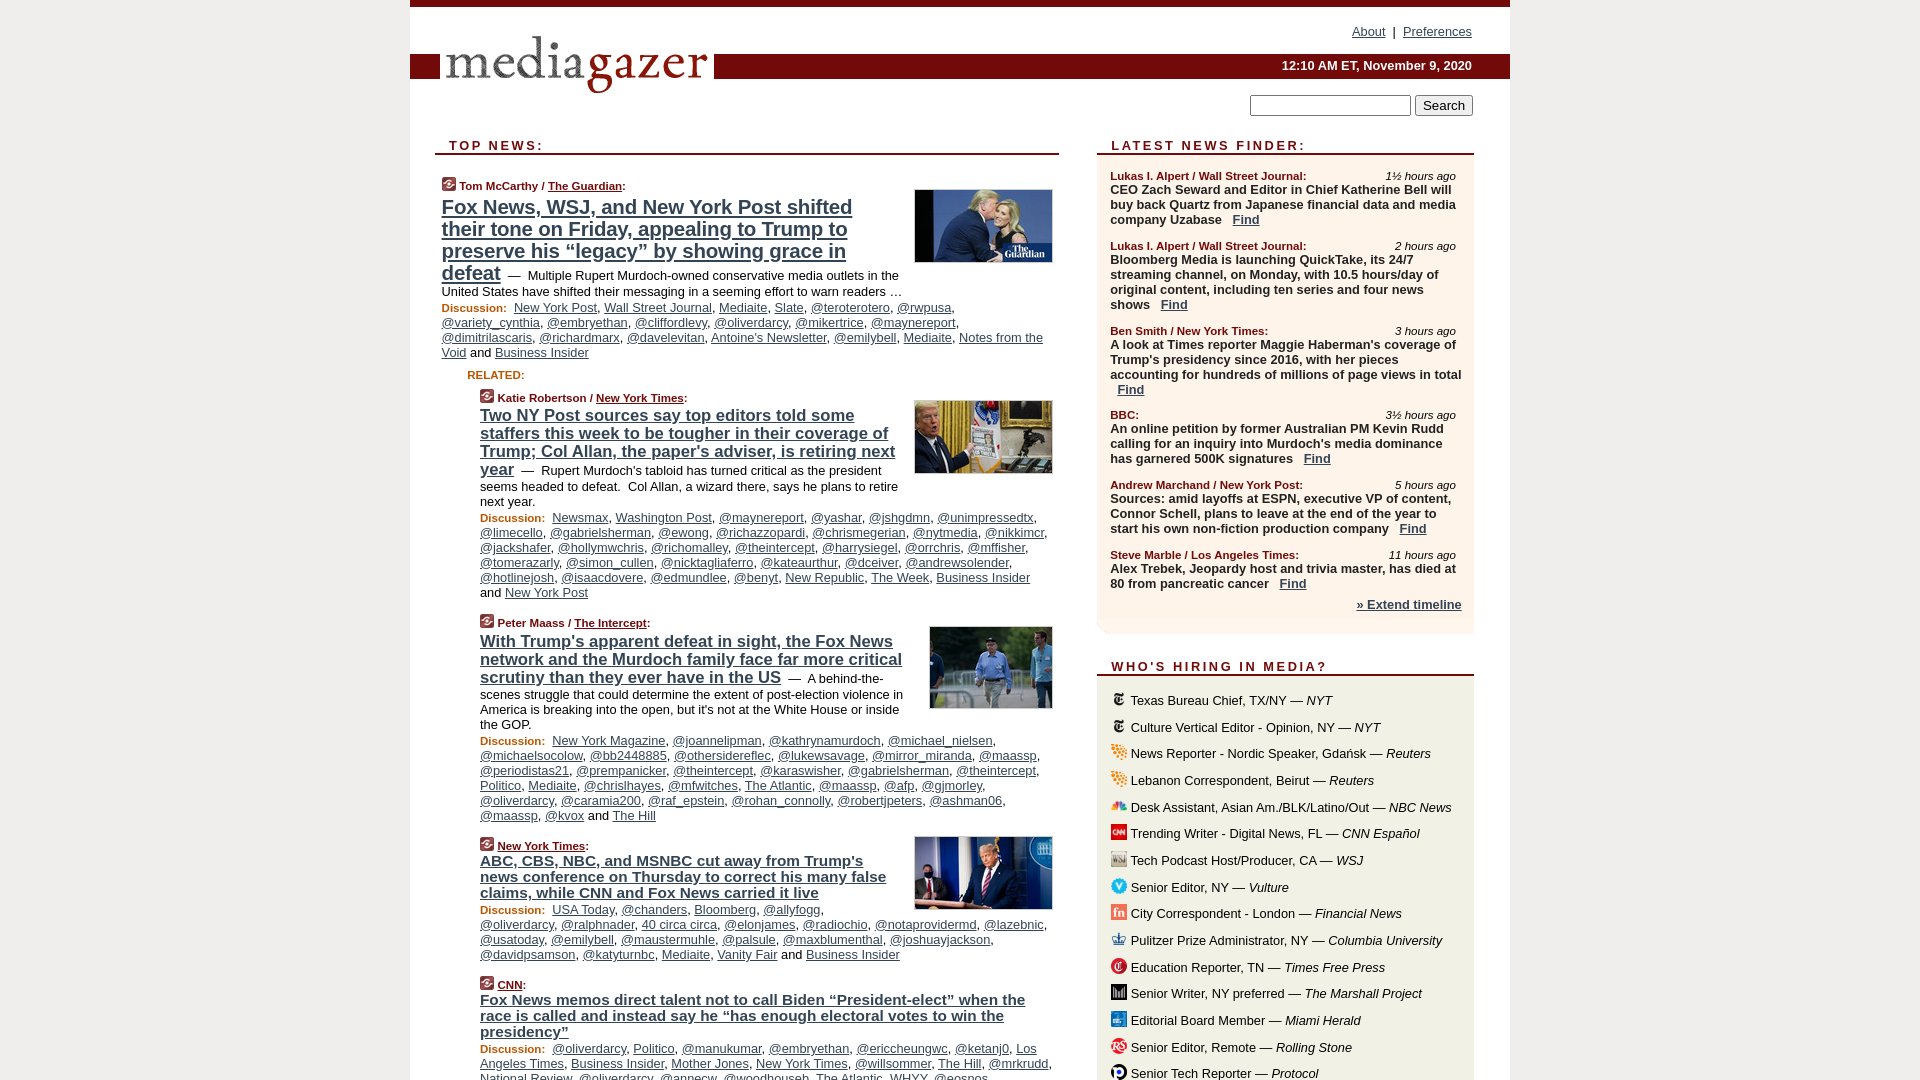 About | Preferences
mediagazer
12:10 AM ET, November 9, 2020
Search
TOP NEWS:
Tom McCarthy / The Guardian:
Fox News, WSJ, and New York Post shifted
their tone on Friday, appealing to Trump to
preserve his “legacy” by showing grace in
defeat — Multiple Rupert Murdoch-owned conservative media outlets in the
United States have shifted their messaging in a seeming effort to warn readers …
The Guardian
Discussion: New York Post, Wall Street Journal, Mediaite, Slate, @teroterotero, @rwpusa,
@variety_cynthia, @embryethan, @cliffordlevy, @oliverdarcy, @mikertrice, @maynereport,
@dimitrilascaris, @richardmarx, @davelevitan, Antoine's Newsletter, @emilybell, Mediaite, Notes from the
Void and Business Insider
RELATED:
Katie Robertson / New York Times:
Two NY Post sources say top editors told some
staffers this week to be tougher in their coverage of
Trump; Col Allan, the paper's adviser, is retiring next
year — Rupert Murdoch's tabloid has turned critical as the president
seems headed to defeat. Col Allan, a wizard there, says he plans to retire
next year.
Discussion: Newsmax, Washington Post, @maynereport, @yashar, @jshgdmn, @unimpressedtx,
@limecello, @gabrielsherman, @ewong, @richazzopardi, @chrismegerian, @nytmedia, @nikkimcr,
@jackshafer, @hollymwchris, @richomalley, @theintercept, @harrysiegel, @orrchris, @mffisher,
@tomerazarly, @simon_cullen, @nicktagliaferro, @kateaurthur, @dceiver, @andrewsolender,
@hotlinejosh, @isaacdovere, @edmundlee, @benyt, New Republic, The Week, Business Insider
and New York Post
Peter Maass / The Intercept:
With Trump's apparent defeat in sight, the Fox News
network and the Murdoch family face far more critical
scrutiny than they ever have in the US — A behind-the-
scenes struggle that could determine the extent of post-election violence in
America is breaking into the open, but it's not at the White House or inside
the GOP.
Discussion: New York Magazine, @joannelipman, @kathrynamurdoch, @michael_nielsen,
@michaelsocolow, @bb2448885, @othersidereflec, @lukewsavage, @mirror_miranda, @maassp,
@periodistas21, @prempanicker, @theintercept, @karaswisher, @gabrielsherman, @theintercept,
Politico, Mediaite, @chrislhayes, @mfwitches, The Atlantic, @maassp, @afp, @gjmorley,
@oliverdarcy, @caramia200, @raf_epstein, @rohan_connolly, @robertjpeters, @ashman06,
@maassp, @kvox and The Hill
New York Times:
ABC, CBS, NBC, and MSNBC cut away from Trump's
news conference on Thursday to correct his many false
claims, while CNN and Fox News carried it live
Discussion: USA Today, @chanders, Bloomberg, @allyfogg,
@oliverdarcy, @ralphnader, 40 circa circa, @elonjames, @radiochio, @notaprovidermd, @lazebnic,
@usatoday, @emilybell, @maustermuhle, @palsule, @maxblumenthal, @joshuayjackson,
@davidpsamson, @katyturnbc, Mediaite, Vanity Fair and Business Insider
CNN:
Fox News memos direct talent not to call Biden “President-elect” when the
race is called and instead say he “has enough electoral votes to win the
presidency”
Discussion: @oliverdarcy, Politico, @manukumar, @embryethan, @ericcheungwc, @ketanj0, Los
Angeles Times, Business Insider, Mother Jones, New York Times, @willsommer, The Hill, @mrkrudd,
National Review, @oliverdarcy, @annecw, @woodhouseb, The Atlantic, WHYY, @eosnos,
LATEST NEWS FINDER:
Lukas I. Alpert / Wall Street Journal: 1½ hours ago
CEO Zach Seward and Editor in Chief Katherine Bell will
buy back Quartz from Japanese financial data and media
company Uzabase Find
Lukas I. Alpert / Wall Street Journal: 2 hours ago
Bloomberg Media is launching QuickTake, its 24/7
streaming channel, on Monday, with 10.5 hours/day of
original content, including ten series and four news
shows Find
Ben Smith / New York Times: 3 hours ago
A look at Times reporter Maggie Haberman's coverage of
Trump's presidency since 2016, with her pieces
accounting for hundreds of millions of page views in total
Find
BBC: 3½ hours ago
An online petition by former Australian PM Kevin Rudd
calling for an inquiry into Murdoch's media dominance
has garnered 500K signatures Find
Andrew Marchand / New York Post: 5 hours ago
Sources: amid layoffs at ESPN, executive VP of content,
Connor Schell, plans to leave at the end of the year to
start his own non-fiction production company Find
Steve Marble / Los Angeles Times: 11 hours ago
Alex Trebek, Jeopardy host and trivia master, has died at
80 from pancreatic cancer Find
» Extend timeline
WHO'S HIRING IN MEDIA?
Texas Bureau Chief, TX/NY — NYT
Culture Vertical Editor - Opinion, NY — NYT
News Reporter - Nordic Speaker, Gdańsk — Reuters
Lebanon Correspondent, Beirut — Reuters
Desk Assistant, Asian Am./BLK/Latino/Out — NBC News
Trending Writer - Digital News, FL — CNN Español
Tech Podcast Host/Producer, CA — WSJ
Senior Editor, NY — Vulture
City Correspondent - London — Financial News
Pulitzer Prize Administrator, NY — Columbia University
Education Reporter, TN — Times Free Press
Senior Writer, NY preferred — The Marshall Project
Editorial Board Member — Miami Herald
Senior Editor, Remote — Rolling Stone
Senior Tech Reporter — Protocol